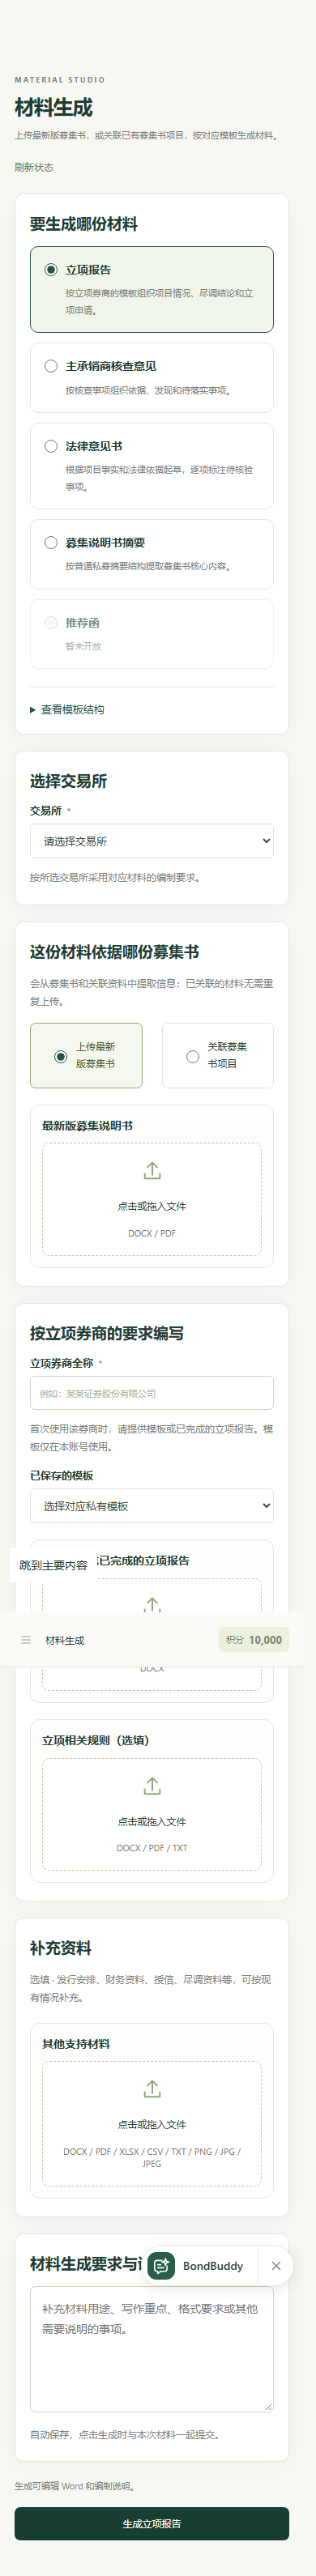 MATERIAL STUDIO
材料生成
上传最新版募集书，或关联已有募集书项目，按对应模板生成材料。
刷新状态
要生成哪份材料
立项报告
按立项券商的模板组织项目情况、尽调结论和立
项申请。
主承销商核查意见
按核查事项组织依据、发现和待落实事项。
法律意见书
根据项目事实和法律依据起草，逐项标注待核验
事项。
募集说明书摘要
按普通私募摘要结构提取募集书核心内容。
推荐函
暂未开放
查看模板结构
选择交易所
交易所 *
请选择交易所
按所选交易所采用对应材料的编制要求。
这份材料依据哪份募集书
会从募集书和关联资料中提取信息；已关联的材料无需重
复上传。
上传最新
版募集书
关联募集
书项目
最新版募集说明书
点击或拖入文件
DOCX / PDF
按立项券商的要求编写
立项券商全称 *
例如：某某证券股份有限公司
首次使用该券商时，请提供模板或已完成的立项报告。模
板仅在本账号使用。
已保存的模板
选择对应私有模板
已完成的立项报告
跳到主要内容
材料生成
积分 10,000
DOCX
立项相关规则（选填）
点击或拖入文件
DOCX / PDF / TXT
补充资料
选填 · 发行安排、财务资料、授信、尽调资料等，可按现
有情况补充。
其他支持材料
点击或拖入文件
DOCX / PDF / XLSX / CSV / TXT / PNG / JPG /
JPEG
材料生成要求与
BondBuddy
补充材料用途、写作重点、格式要求或其他
需要说明的事项。
自动保存，点击生成时与本次材料一起提交。
生成可编辑 Word 和编制说明。
生成立项报告